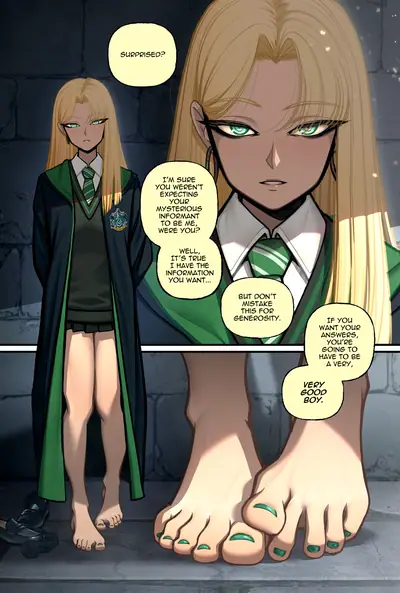 SURPRISED?
I'M SURE
YOU WEREN'T
EXPECTING
YOUR
MYSTERIOUS
INFORMANT
TO BE ME,
WERE YOU?
WELL,
IT'S TRUE
I HAVE THE
INFORMATION
YOU WANT...
BUT DON'T
MISTAKE
THIS FOR
GENEROSITY.
IF YOU
WANT YOUR
ANSWERS,
YOU'RE
GOING TO
HAVE TO BE
A VERY,
VERY
GOOD
BOY.